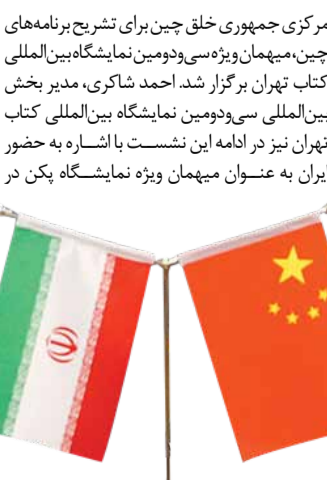 مرکزی جمهوری خلق چین برای تشریح برنامه‌های
چین، میهمان ویژه سی‌ودومین نمایشگاه بین‌المللی
کتاب تهران برگزار شد. احمد شاکری، مدیر بخش
بین‌المللی سی‌ودومین نمایشگاه بین‌المللی کتاب
تهران نیز در ادامه این نشست با اشاره به حضور
ایران به عنوان میهمان ویژه نمایشگاه پکن در